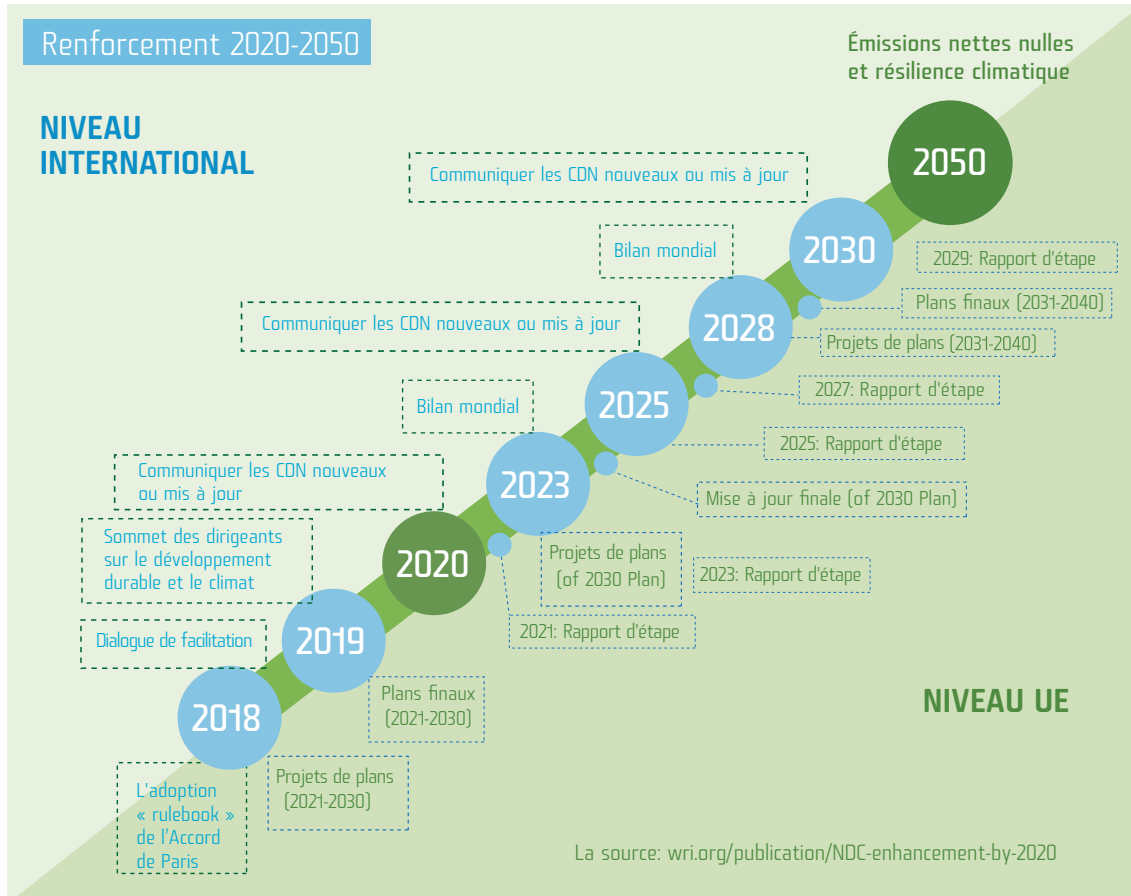 Renforcement 2020-2050
Émissions nettes nulles
et résilience climatique
NIVEAU
INTERNATIONAL
2050
Communiquer les CDN nouveaux ou mis à jour
2030
Bilan mondial
2029: Rapport d'étape
Plans finaux (2031-2040)
Communiquer les CDN nouveaux ou mis à jour
2028
Projets de plans (2031-2040)
2027: Rapport d'étape
Bilan mondial
2025
2025: Rapport d'étape
Communiquer les CDN nouveaux
ou mis à jour
2023
Mise à jour finale (of 2030 Plan)
Sommet des dirigeants
sur le développement
durable et le climat
2020
Projets de plans
(of 2030 Plan)
2023: Rapport d'étape
2021: Rapport d'étape
Dialogue de facilitation
2019
Plans finaux
(2021-2030)
NIVEAU UE
2018
Projets de plans
(2021-2030)
L'adoption
« rulebook »
de l'Accord
de Paris
La source: wri.org/publication/NDC-enhancement-by-2020